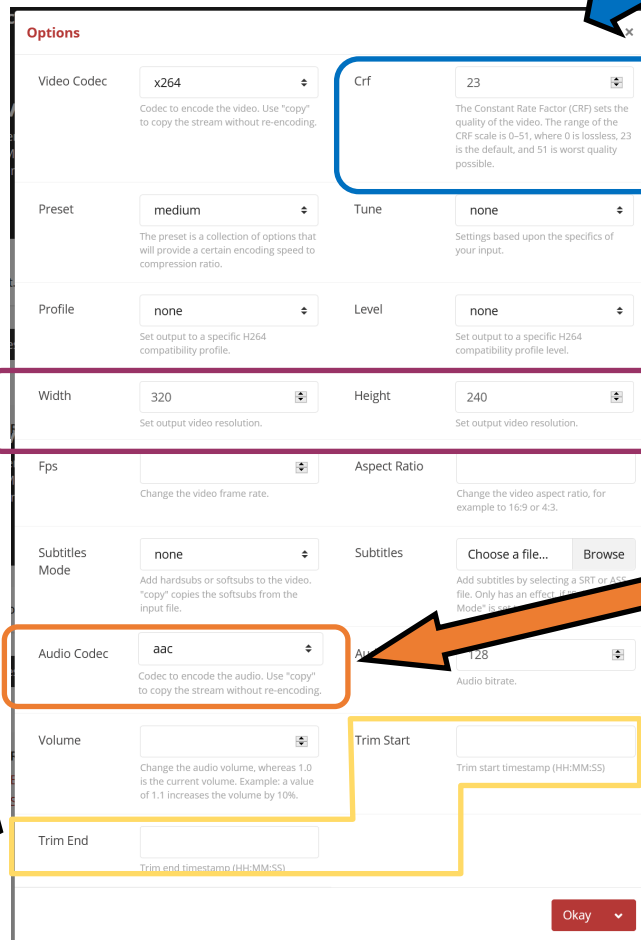 Options
×
Video Codec
x264
Codec to encode the video. Use "copy"
to copy the stream without re-encoding.
Crf
23
The Constant Rate Factor (CRF) sets the
quality of the video. The range of the
CRF scale is 0–51, where 0 is lossless, 23
is the default, and 51 is worst quality
possible.
Preset
medium
The preset is a collection of options that
will provide a certain encoding speed to
compression ratio.
Tune
none
Settings based upon the specifics of
your input.
Profile
none
Set output to a specific H264
compatibility profile.
Level
none
Set output to a specific H264
compatibility profile level.
Width
320
Set output video resolution.
Height
240
Set output video resolution.
Fps
Change the video frame rate.
Aspect Ratio
Change the video aspect ratio, for
example to 16:9 or 4:3.
Subtitles
Mode
none
Add hardsubs or softsubs to the video.
"copy" copies the softsubs from the
input file.
Subtitles
Choose a file...
Browse
Add subtitles by selecting a SRT or ASS
file. Only has an effect, if
Mode" is set
Audio Codec
aac
Codec to encode the audio. Use "copy"
to copy the stream without re-encoding.
128
Audio bitrate.
Volume
Change the audio volume, whereas 1.0
is the current volume. Example: a value
of 1.1 increases the volume by 10%.
Trim Start
Trim start timestamp (HH:MM:SS)
Trim End
Trim end timestamp (HH:MM:SS)
Okay